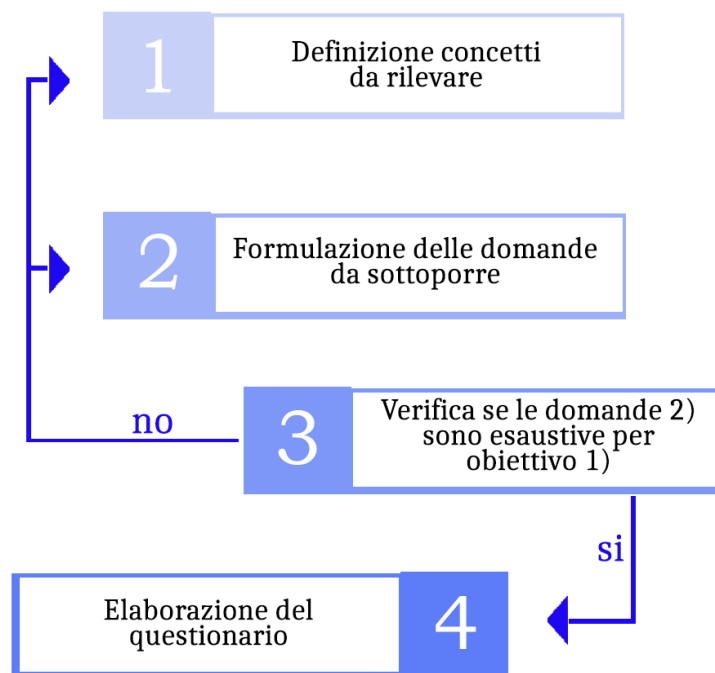 1
Definizione concetti
da rilevare
2
Formulazione delle domande
da sottoporre
no
3
Verifica se le domande 2)
sono esaustive per
obiettivo 1)
si
Elaborazione del
questionario
4